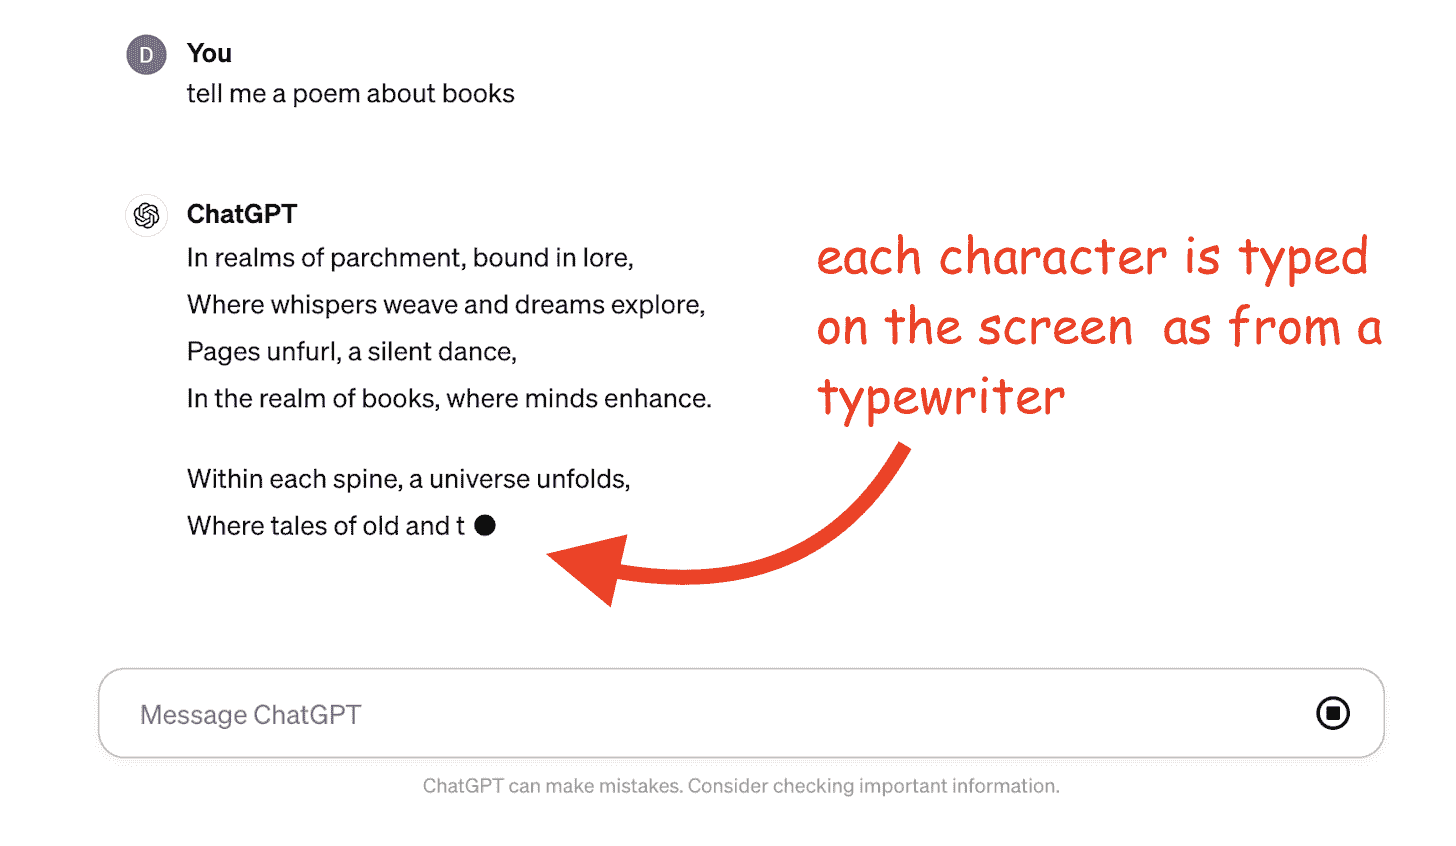 D
You
tell me a poem about books
ChatGPT
In realms of parchment, bound in lore,
Where whispers weave and dreams explore,
Pages unfurl, a silent dance,
In the realm of books, where minds enhance.
Within each spine, a universe unfolds,
Where tales of old and t
each character is typed
on the screen as from a
typewriter
Message ChatGPT
ChatGPT can make mistakes. Consider checking important information.